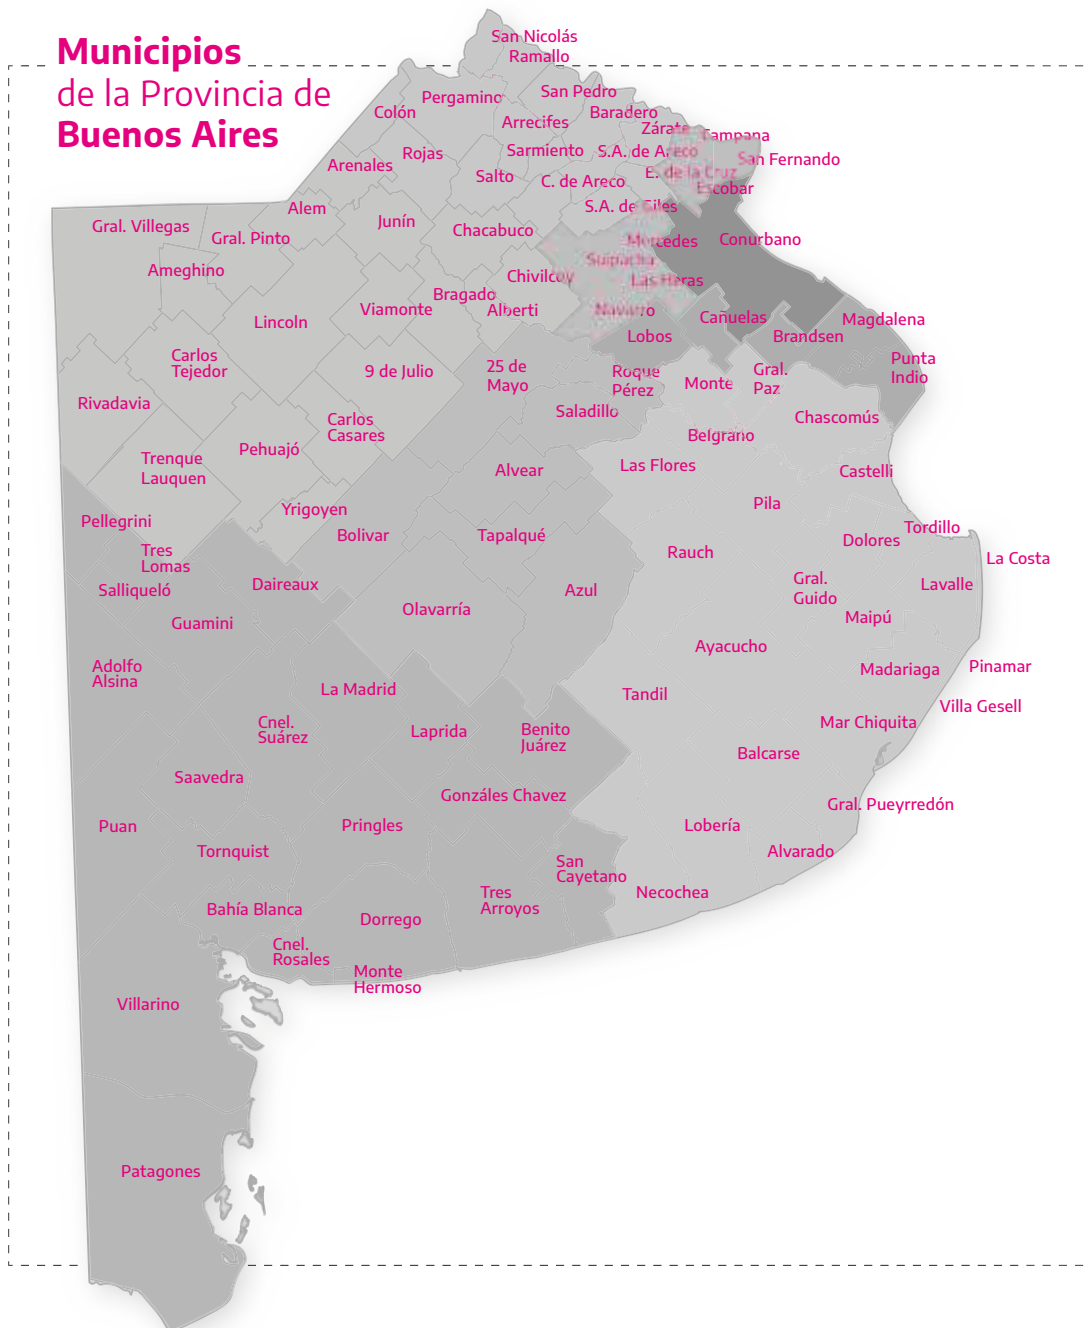 Municipios
de la Provincia de
Buenos Aires
San Nicolás
Ramallo
Pergamino
San Pedro
Colón
Arrecifes
Baradero
Zárate
Campana
Arenales
Rojas
Sarmiento
S.A. de Areco
San Fernando
Salto
C. de Areco
E. de la Cruz
Escobar
Alem
S.A. de Giles
Gral. Villegas
Gral. Pinto
Junín
Chacabuco
Mercedes
Conurbano
Ameghino
Suipacha
Chivilcoy
Las Heras
Bragado
Lincoln
Viamonte
Alberti
Navarro
Cañuelas
Magdalena
Lobos
Brandsen
Carlos
Tejedor
9 de Julio
25 de
Mayo
Roque
Pérez
Monte
Gral.
Paz
Punta
Indio
Rivadavia
Saladillo
Chascomús
Carlos
Casares
Belgrano
Pehuajó
Trenque
Lauquen
Alvear
Las Flores
Castelli
Yrigoyen
Pila
Pellegrini
Bolivar
Tapalqué
Tordillo
Dolores
Tres
Lomas
Rauch
La Costa
Salliqueló
Daireaux
Azul
Gral.
Guido
Lavalle
Guamini
Olavarría
Maipú
Ayacucho
Adolfo
Alsina
Madariaga
Pinamar
La Madrid
Tandil
Villa Gesell
Cnel.
Suárez
Laprida
Benito
Juárez
Mar Chiquita
Balcarse
Saavedra
Gonzáles Chavez
Gral. Pueyrredón
Puan
Pringles
Lobería
Tornquist
Alvarado
San
Cayetano
Necochea
Tres
Arroyos
Bahía Blanca
Dorrego
Cnel.
Rosales
Monte
Hermoso
Villarino
Patagones